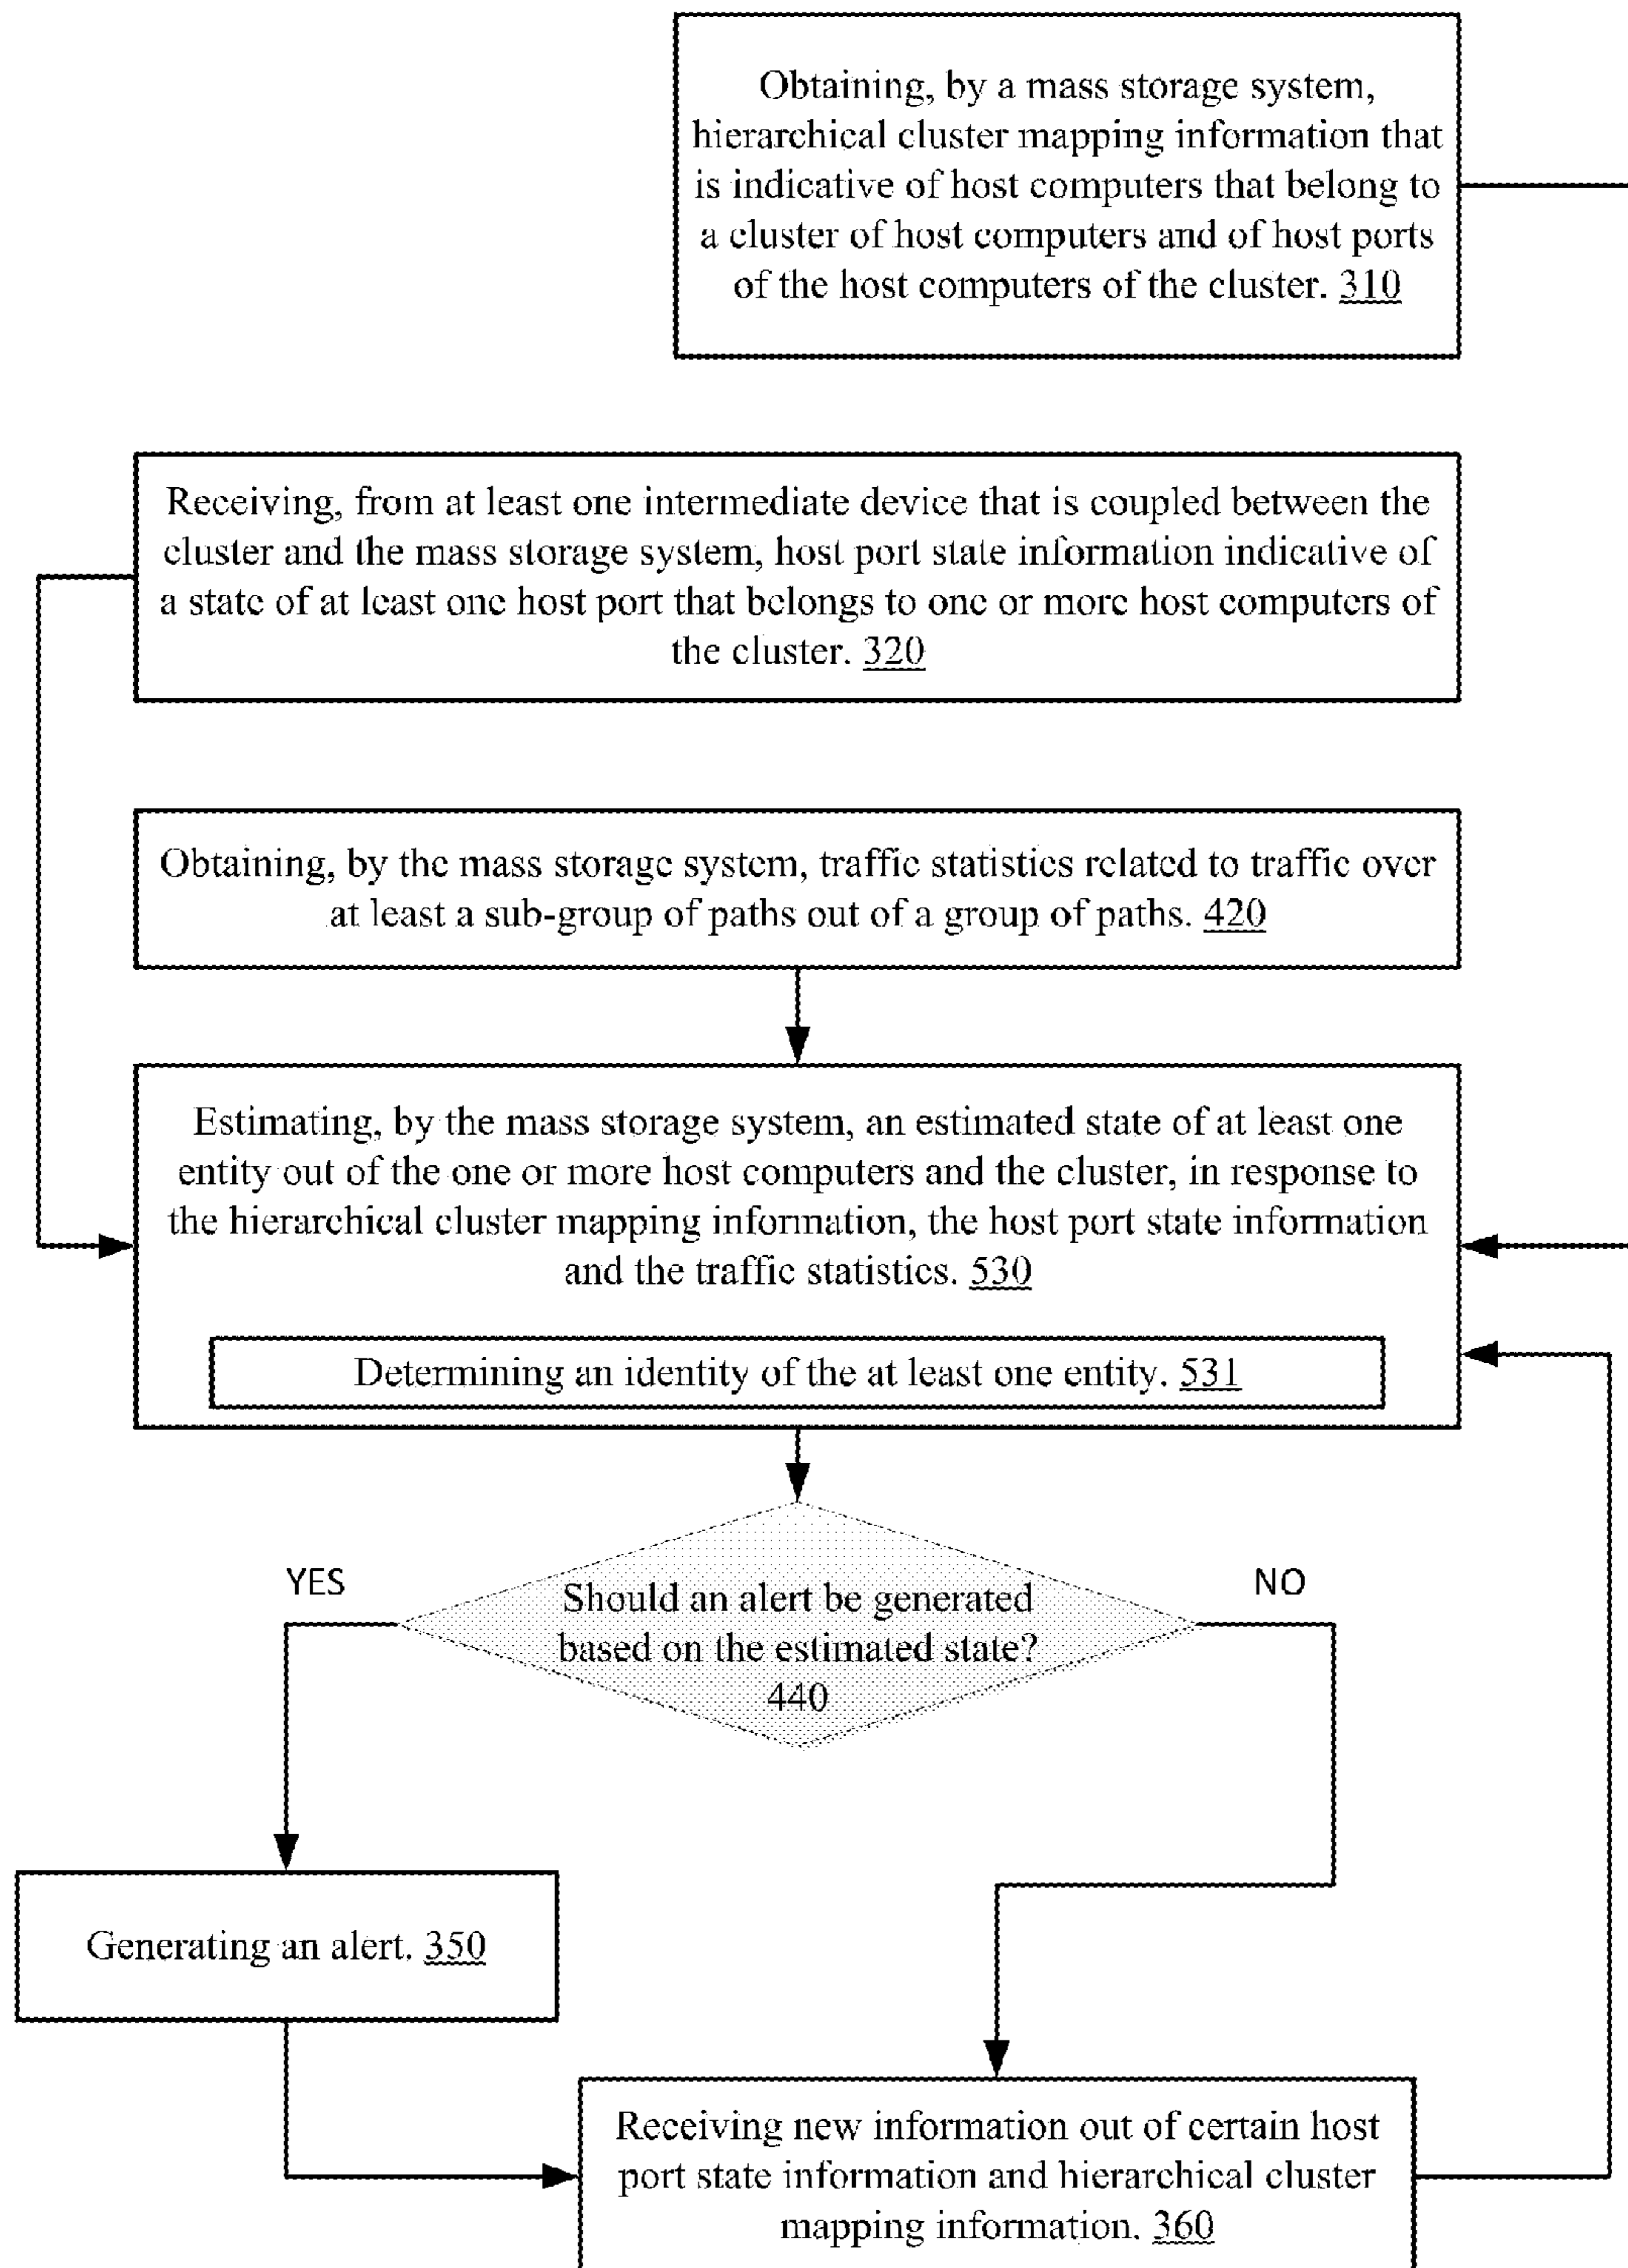 Obtaining, by a mass storage system,
hierarchical cluster mapping information that
is indicative of host computers that belong to
a cluster of host computers and of host ports
of the host computers of the cluster. 310
Receiving, from at least one intermediate device that is coupled between the
cluster and the mass storage system, host port state information indicative of
a state of at least one host port that belongs to one or more host computers of
the cluster. 320
Obtaining, by the mass storage system, traffic statistics related to traffic over
at least a sub-group of paths out of a group of paths. 420
Estimating, by the mass storage system, an estimated state of at least one
entity out of the one or more host computers and the cluster, in response to
the hierarchical cluster mapping information, the host port state information
and the traffic statistics. 530
Determining an identity of the at least one entity. 531
YES
NO
Should an alert be generated
based on the estimated state?
440
Generating an alert. 350
Receiving new information out of certain host
port state information and hierarchical cluster
mapping information. 360